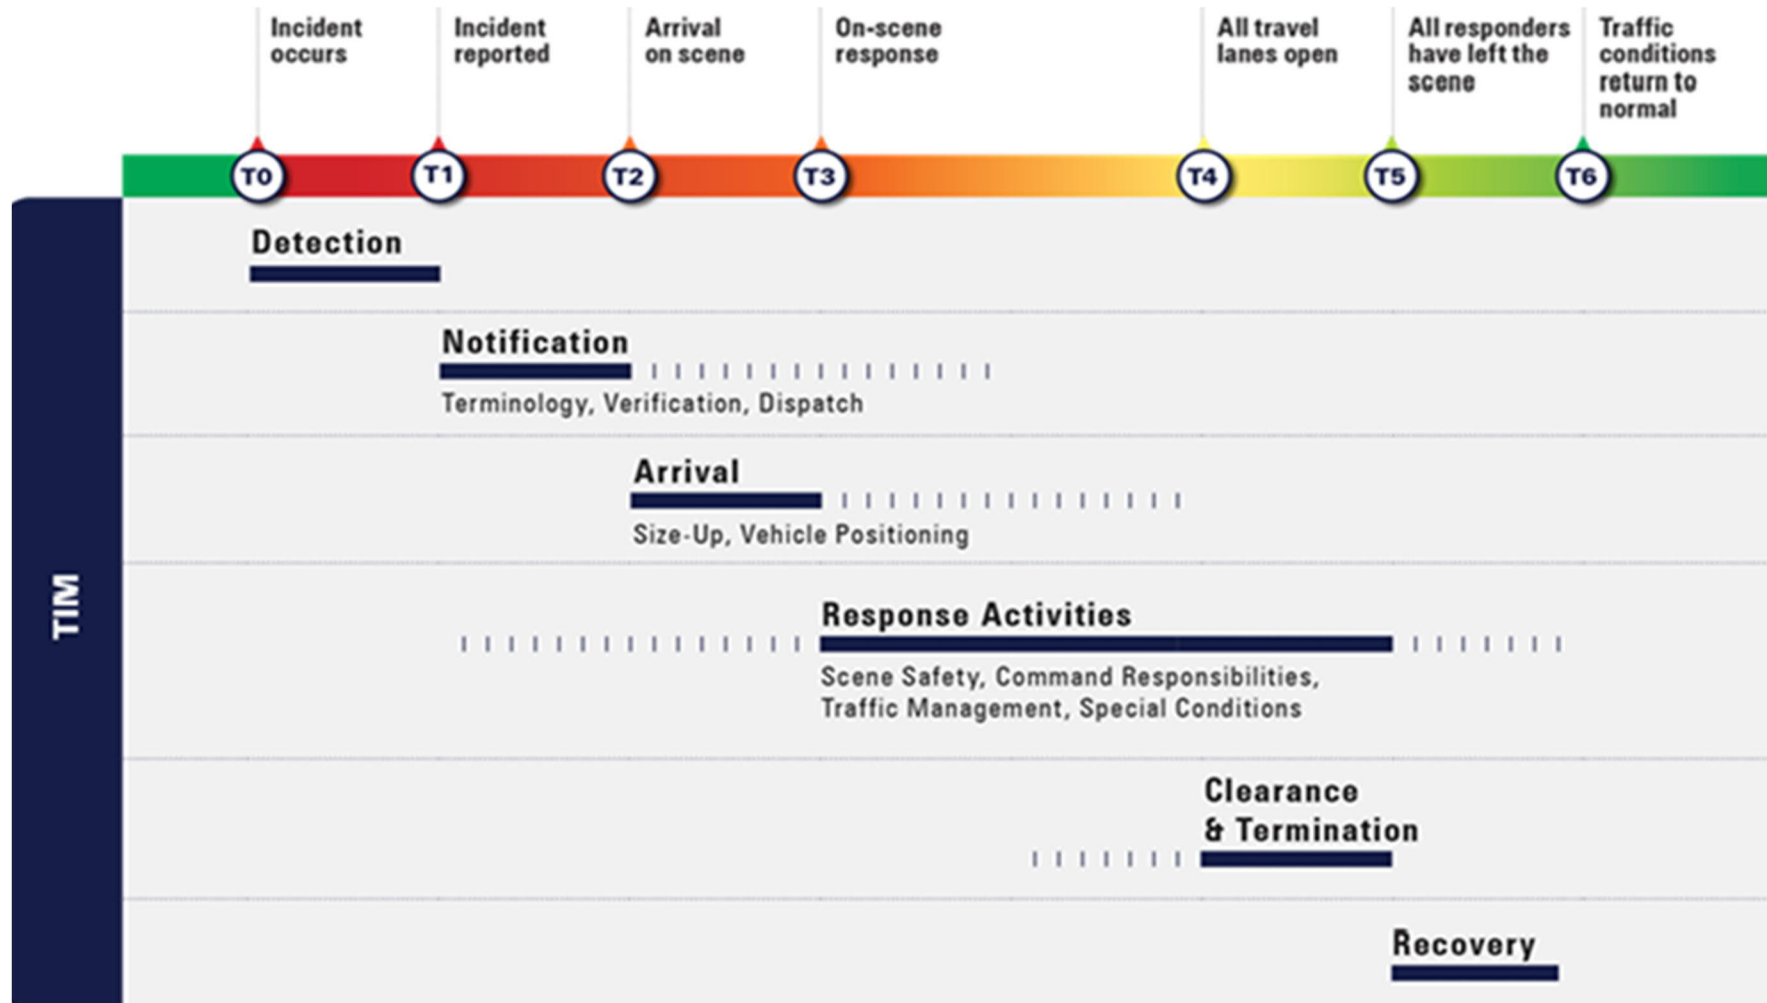 Incident
occurs
Incident
reported
Arrival
on scene
On-scene
response
All travel
lanes open
All responders
have left the
scene
Traffic
conditions
return to
normal
T0
T1
T2
T3
T4
T5
T6
TIM
Detection
Notification
Terminology, Verification, Dispatch
Arrival
Size-Up, Vehicle Positioning
Response Activities
Scene Safety, Command Responsibilities,
Traffic Management, Special Conditions
Clearance
& Termination
Recovery